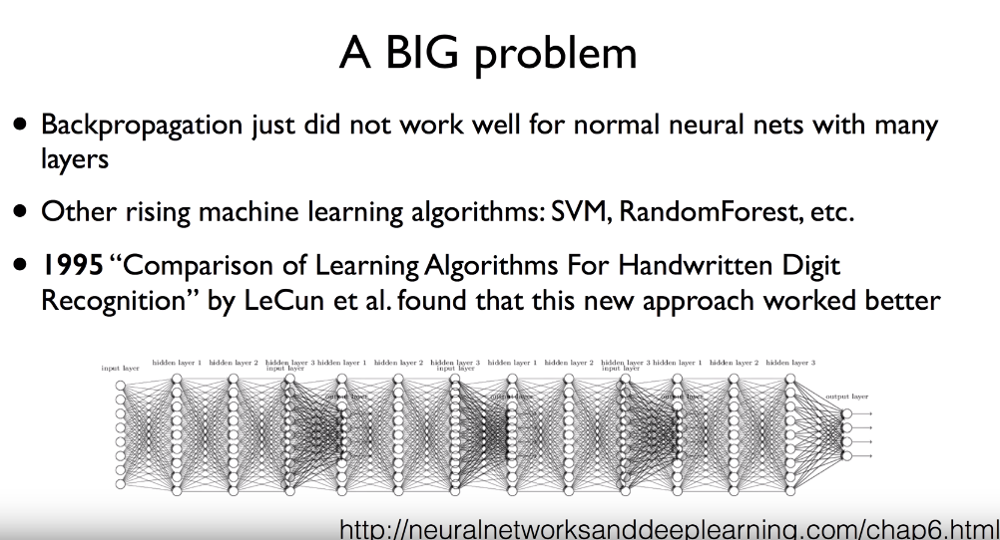 A BIG problem
• Backpropagation just did not work well for normal neural nets with many
layers
• Other rising machine learning algorithms: SVM, RandomForest, etc.
• 1995 “Comparison of Learning Algorithms For Handwritten Digit
Recognition” by LeCun et al. found that this new approach worked better
hidden layer 1 hidden layer 2 hidden layer 3 hidden layer 1 hidden layer 2 hidden layer 3 hidden layer 1 hidden layer 2 hidden layer 3 hidden layer 1 hidden layer 2 hidden layer 3
input layer input layer input layer input layer
output layer output layer output layer output layer
http://neuralnetworksanddeeplearning.com/chap6.html